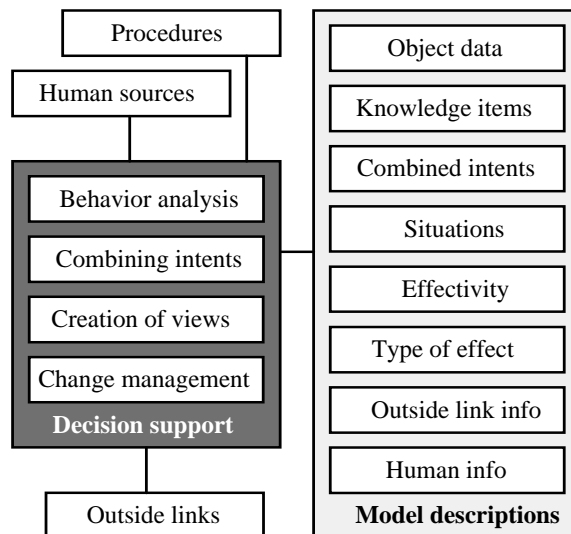 Procedures
Human sources
Behavior analysis
Combining intents
Creation of views
Change management
Decision support
Outside links
Object data
Knowledge items
Combined intents
Situations
Effectivity
Type of effect
Outside link info
Human info
Model descriptions